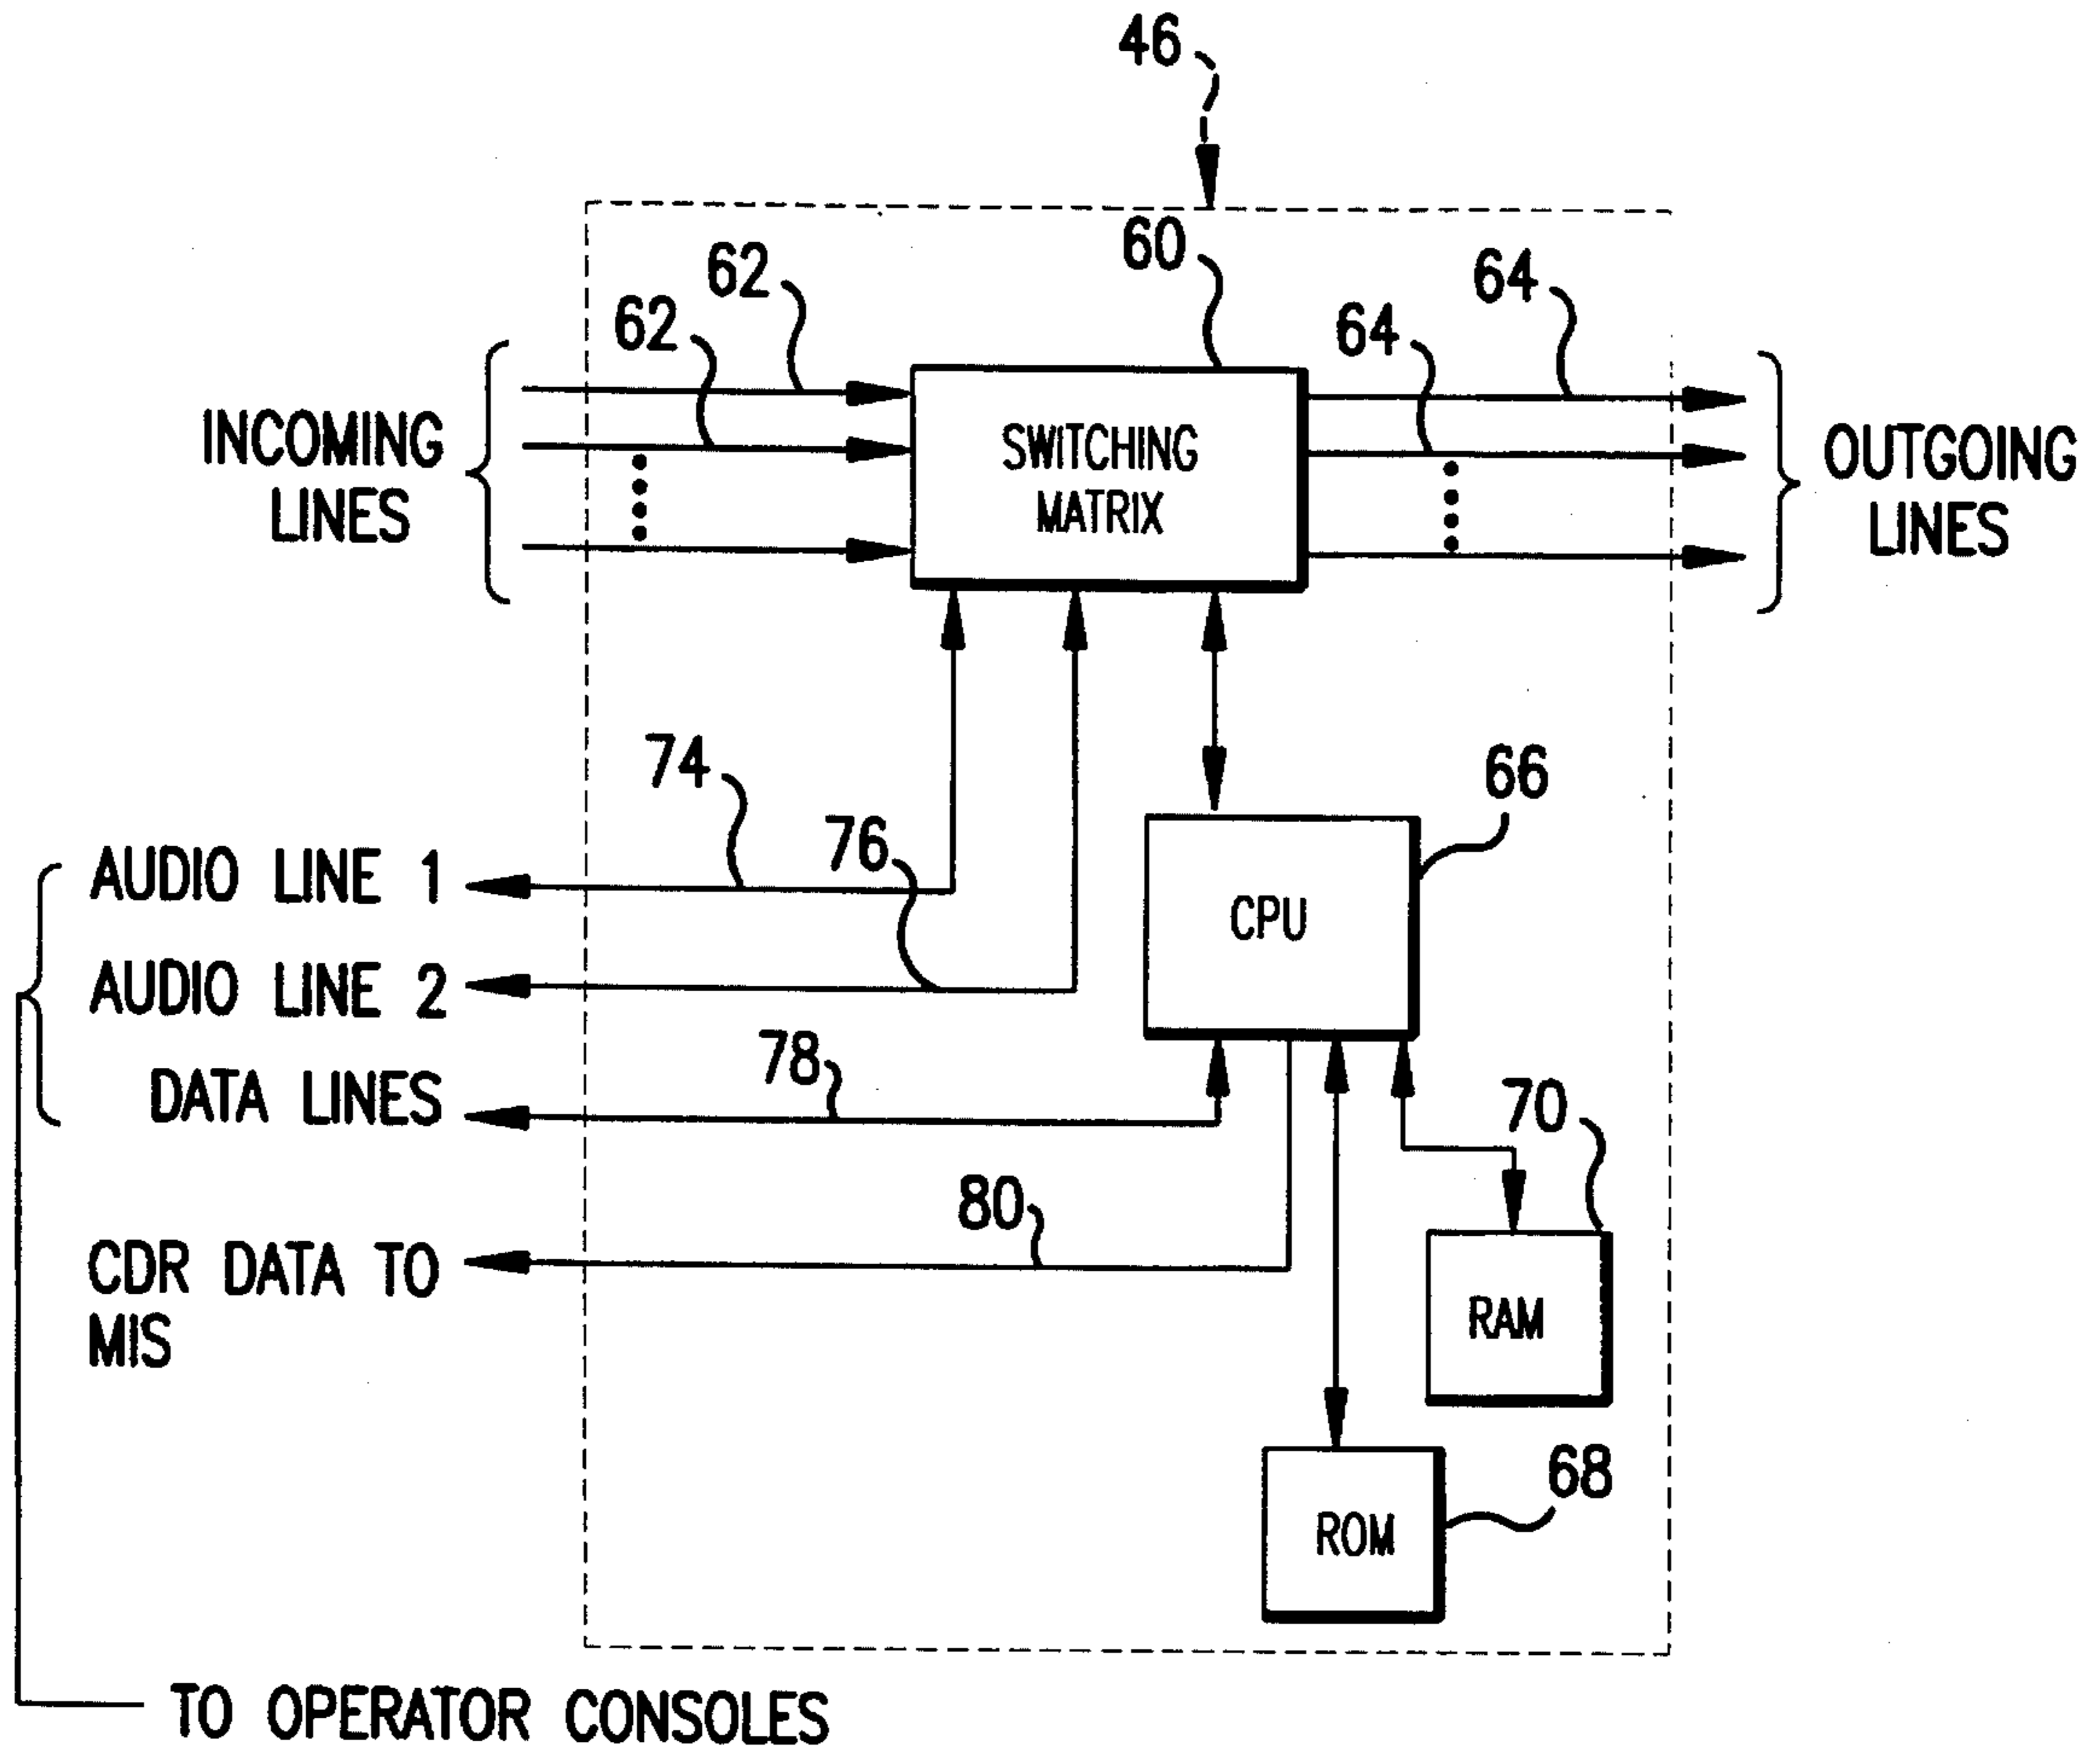 46
60
62
64
62
64
INCOMING
LINES
SWITCHING
MATRIX
OUTGOING
LINES
74
66
76
AUDIO LINE 1
CPU
AUDIO LINE 2
78
DATA LINES
70
80
CDR DATA TO
MIS
RAM
68
ROM
TO OPERATOR CONSOLES